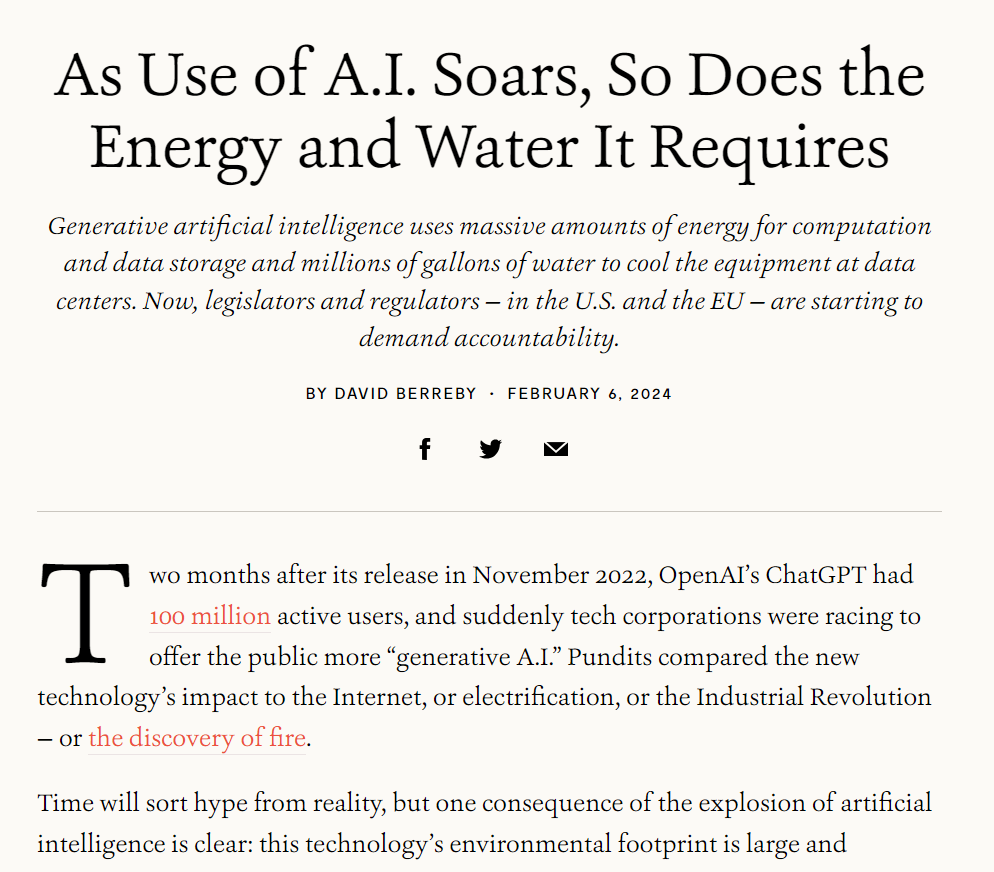 As Use of A.I. Soars, So Does the
Energy and Water It Requires
Generative artificial intelligence uses massive amounts of energy for computation
and data storage and millions of gallons of water to cool the equipment at data
centers. Now, legislators and regulators – in the U.S. and the EU – are starting to
demand accountability.
BY DAVID BERREBY · FEBRUARY 6, 2024
Two months after its release in November 2022, OpenAI’s ChatGPT had
100 million active users, and suddenly tech corporations were racing to
offer the public more “generative A.I.” Pundits compared the new
technology’s impact to the Internet, or electrification, or the Industrial Revolution
– or the discovery of fire.
Time will sort hype from reality, but one consequence of the explosion of artificial
intelligence is clear: this technology’s environmental footprint is large and